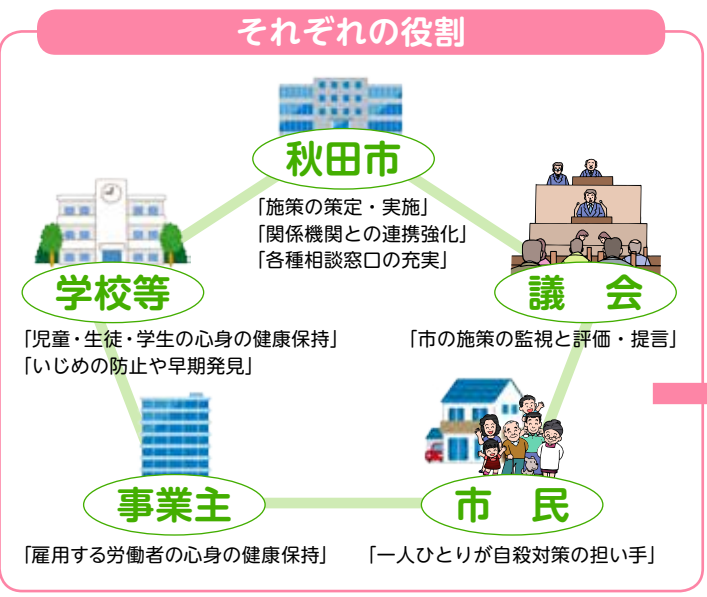 それぞれの役割
秋田市
「施策の策定・実施」
「関係機関との連携強化」
「各種相談窓口の充実」
学校等
「児童・生徒・学生の心身の健康保持」
「いじめの防止や早期発見」
議　会
「市の施策の監視と評価・提言」
事業主
「雇用する労働者の心身の健康保持」
市　民
「一人ひとりが自殺対策の担い手」